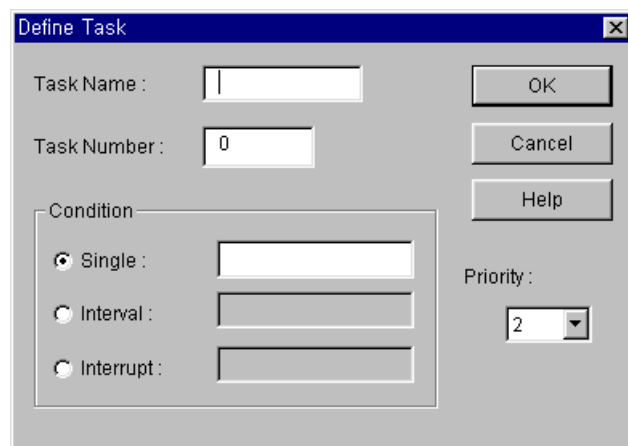 Define Task
Task Name :
OK
Task Number :
0
Cancel
Help
Condition
Single :
Interval :
Interrupt :
Priority :
2